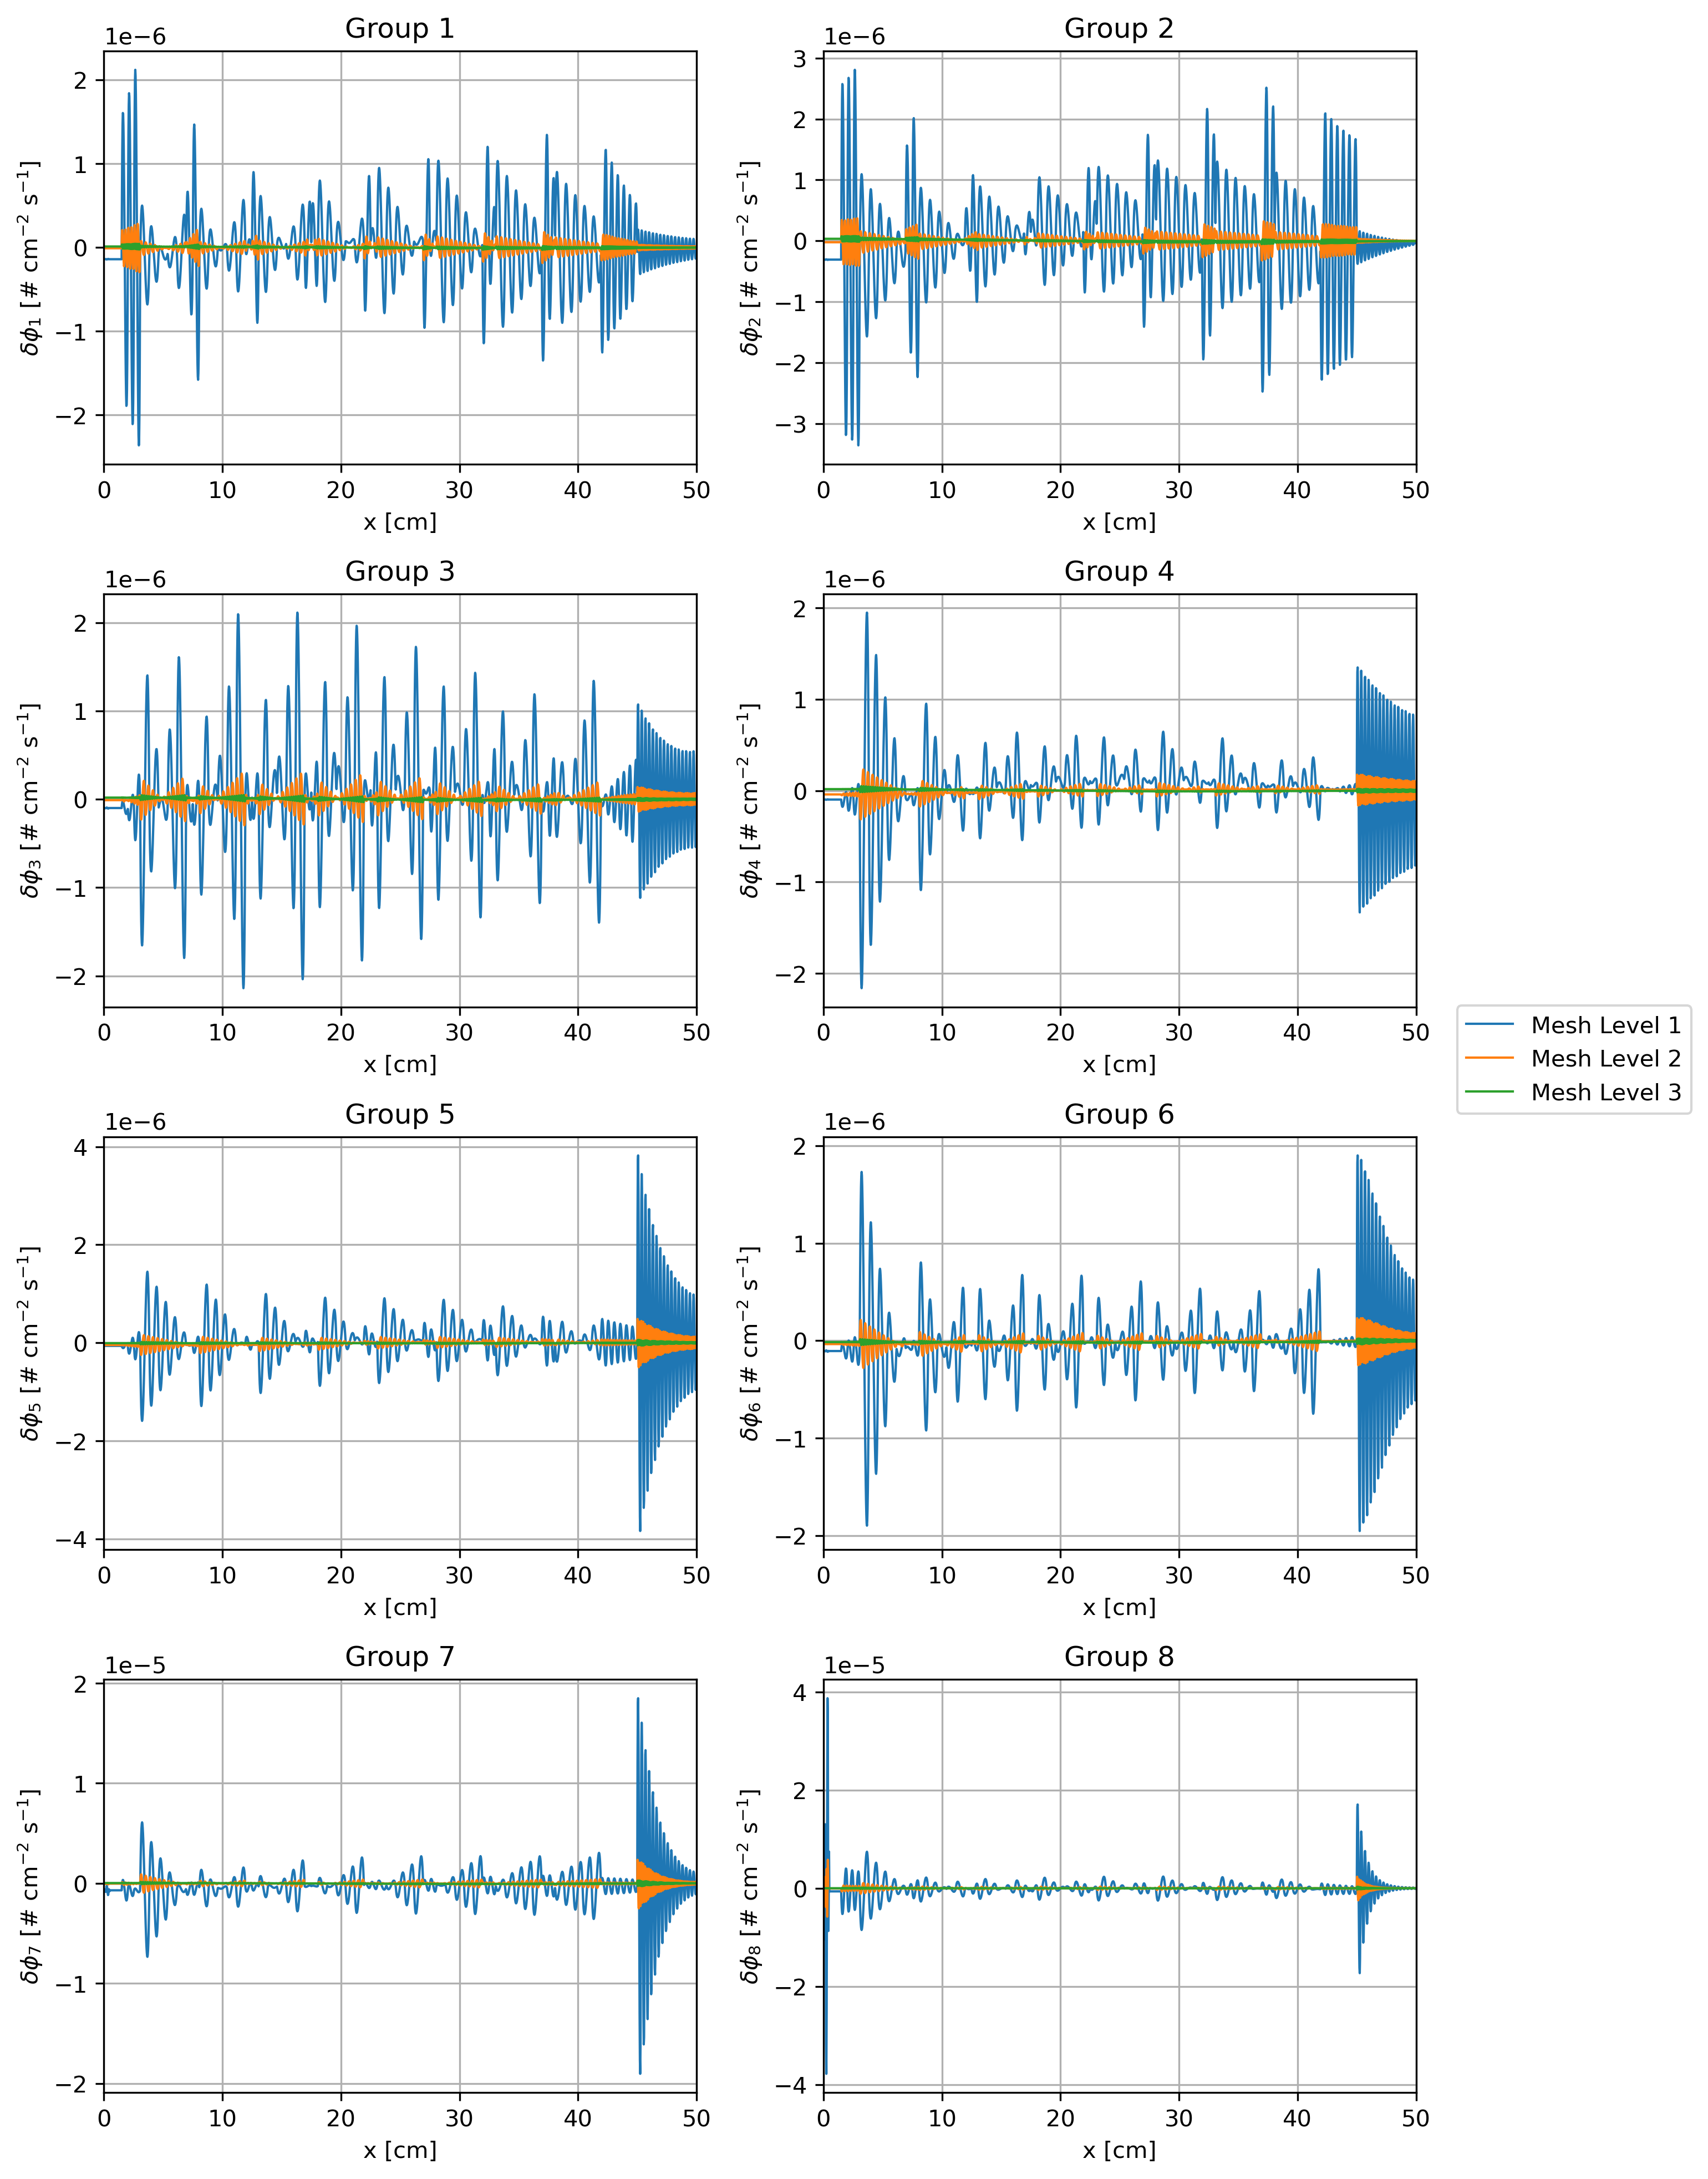 Group 1
1e−6
2
1
0
−1
−2
δϕ₁ [# cm⁻² s⁻¹]
0 10 20 30 40 50
x [cm]
Group 2
1e−6
3
2
1
0
−1
−2
−3
δϕ₂ [# cm⁻² s⁻¹]
0 10 20 30 40 50
x [cm]
Group 3
1e−6
2
1
0
−1
−2
δϕ₃ [# cm⁻² s⁻¹]
0 10 20 30 40 50
x [cm]
Group 4
1e−6
2
1
0
−1
−2
δϕ₄ [# cm⁻² s⁻¹]
0 10 20 30 40 50
x [cm]
Mesh Level 1
Mesh Level 2
Mesh Level 3
Group 5
1e−6
4
2
0
−2
−4
δϕ₅ [# cm⁻² s⁻¹]
0 10 20 30 40 50
x [cm]
Group 6
1e−6
2
1
0
−1
−2
δϕ₆ [# cm⁻² s⁻¹]
0 10 20 30 40 50
x [cm]
Group 7
1e−5
2
1
0
−1
−2
δϕ₇ [# cm⁻² s⁻¹]
0 10 20 30 40 50
x [cm]
Group 8
1e−5
4
2
0
−2
−4
δϕ₈ [# cm⁻² s⁻¹]
0 10 20 30 40 50
x [cm]